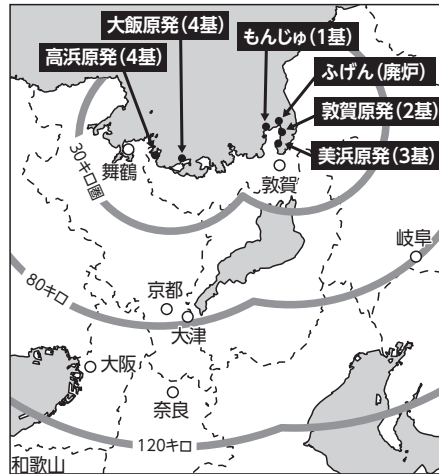 大飯原発(4基)
もんじゅ(1基)
高浜原発(4基)
ふげん(廃炉)
敦賀原発(2基)
美浜原発(3基)
30キロ圏
舞鶴
敦賀
岐阜
80キロ
京都
大津
大阪
奈良
120キロ
和歌山